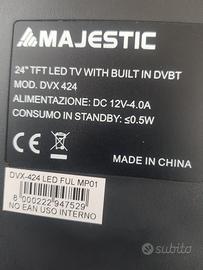 MAJESTIC
24" TFT LED TV WITH BUILT IN DVBT
MOD. DVX 424
ALIMENTAZIONE: DC 12V-4.0A
CONSUMO IN STANDBY: ≤0.5W
CE
MADE IN CHINA
DVX-424 LED FUL MP01
8 000222 947529
NO EAN USO INTERNO
subito